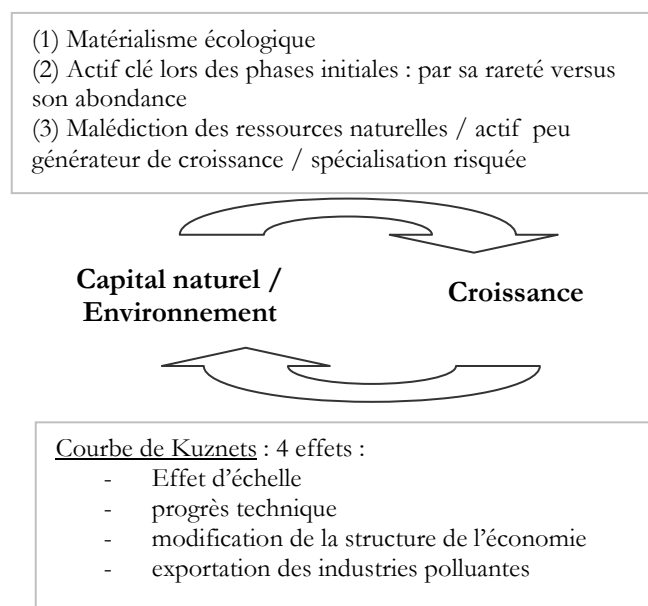 (1) Matérialisme écologique
(2) Actif clé lors des phases initiales : par sa rareté versus
son abondance
(3) Malédiction des ressources naturelles / actif peu
générateur de croissance / spécialisation risquée
Capital naturel /
Environnement
Croissance
Courbe de Kuznets : 4 effets :
- Effet d'échelle
- progrès technique
- modification de la structure de l'économie
- exportation des industries polluantes